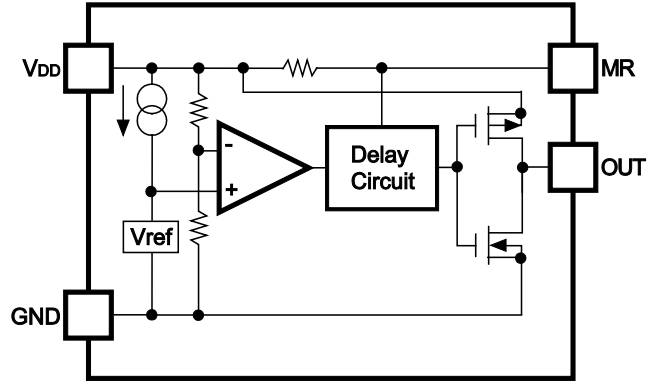 VDD
MR
-
+
Delay
Circuit
OUT
Vref
GND